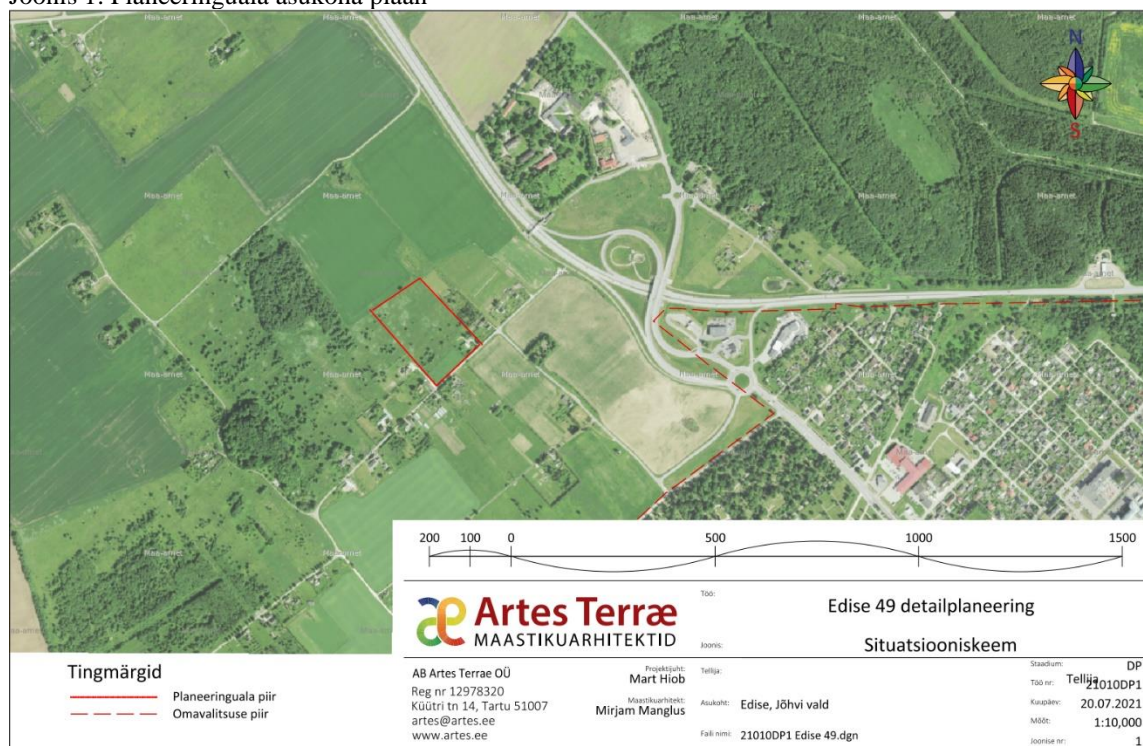 Joonis 1. Planeeringuala asukoha plaan
N
S
Maa-amet
200 100 0 500 1000 1500
Artes Terræ
MAASTIKUARHITEKTID
AB Artes Terrae OÜ
Reg nr 12978320
Küütri tn 14, Tartu 51007
artes@artes.ee
www.artes.ee
Projektijuht:
Mart Hiob
Maastikuarhitekt:
Mirjam Manglus
Töö:
Edise 49 detailplaneering
Joonis:
Situatsiooniskeem
Tellija:
Asukoht: Edise, Jõhvi vald
Faili nimi: 21010DP1 Edise 49.dgn
Staadium: DP
Töö nr: Tellija 21010DP1
Kuupäev: 20.07.2021
Mõõt: 1:10,000
Joonise nr: 1
Tingmärgid
Planeeringuala piir
Omavalitsuse piir